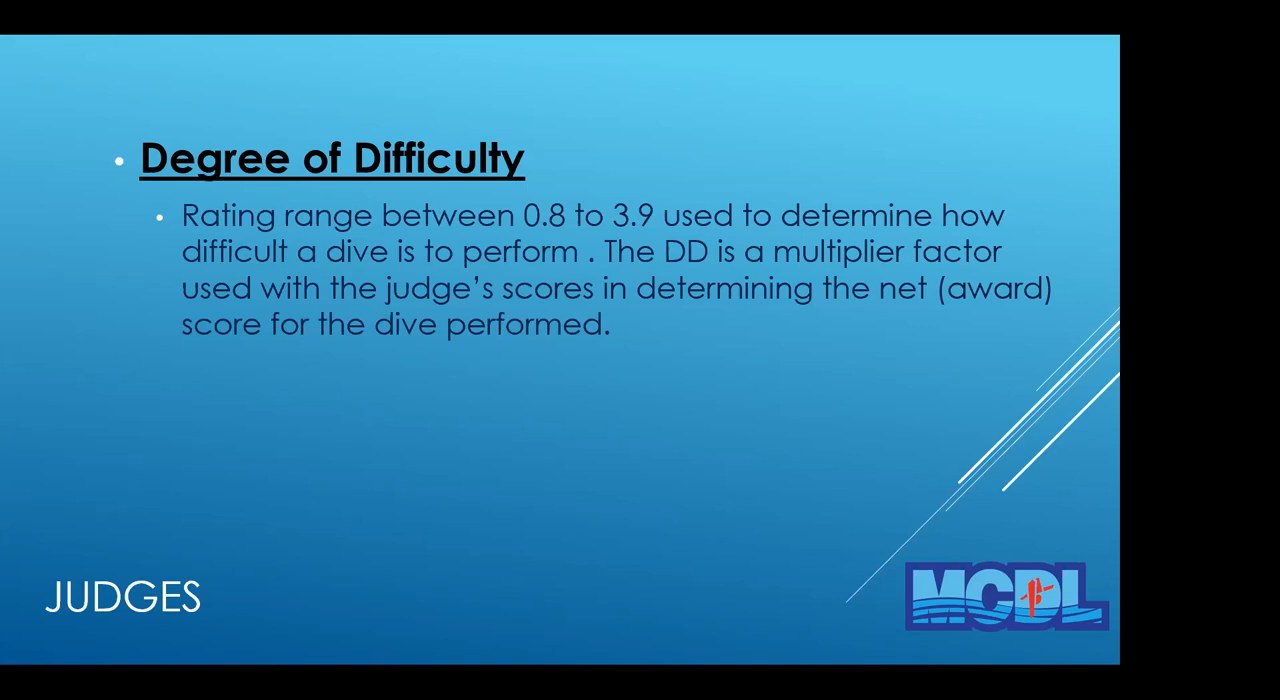 • Degree of Difficulty
• Rating range between 0.8 to 3.9 used to determine how
difficult a dive is to perform . The DD is a multiplier factor
used with the judge’s scores in determining the net (award)
score for the dive performed.
JUDGES
MCDL